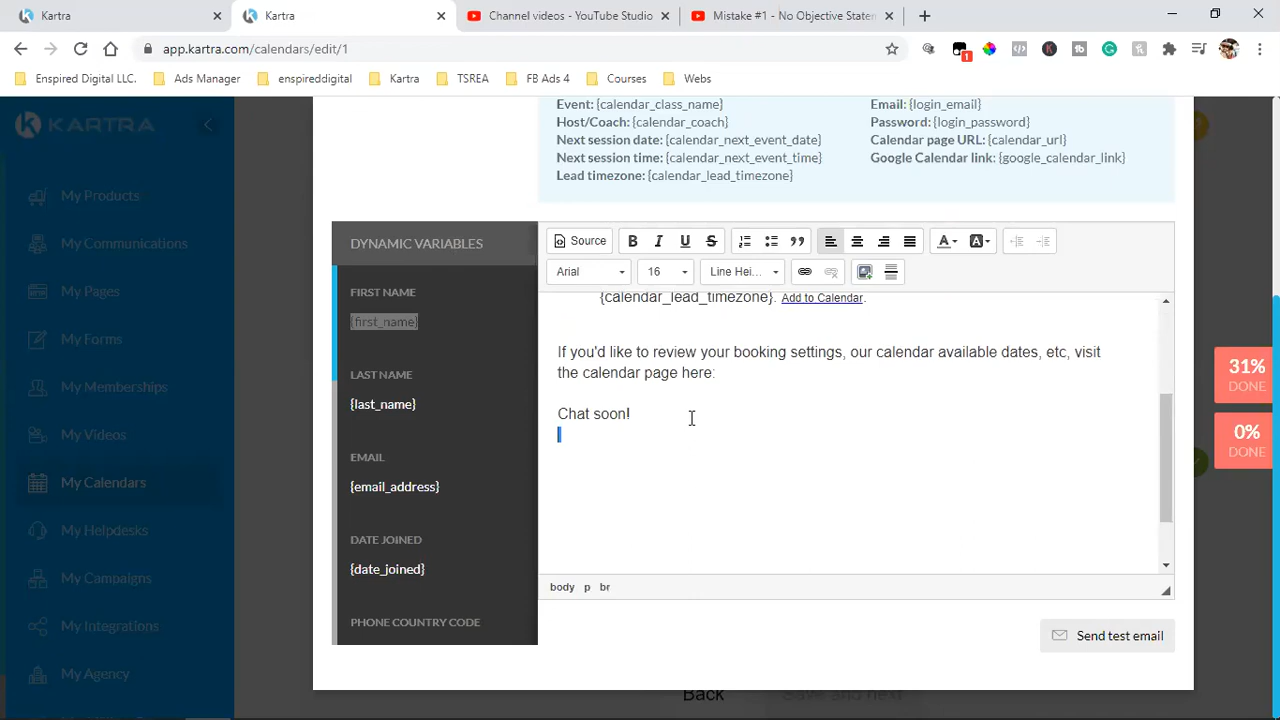 Kartra
Kartra
Channel videos - YouTube Studio
Mistake #1 - No Objective Statem
app.kartra.com/calendars/edit/1
1
Enspired Digital LLC.
Ads Manager
enspireddigital
Kartra
TSREA
FB Ads 4
Courses
Webs
KARTRA
My Products
My Communications
My Pages
My Forms
My Memberships
My Videos
My Calendars
My Helpdesks
My Campaigns
My Integrations
My Agency
Event: {calendar_class_name}
Host/Coach: {calendar_coach}
Next session date: {calendar_next_event_date}
Next session time: {calendar_next_event_time}
Lead timezone: {calendar_lead_timezone}
Email: {login_email}
Password: {login_password}
Calendar page URL: {calendar_url}
Google Calendar link: {google_calendar_link}
DYNAMIC VARIABLES
FIRST NAME
{first_name}
LAST NAME
{last_name}
EMAIL
{email_address}
DATE JOINED
{date_joined}
PHONE COUNTRY CODE
Source
B I U S
A A
Arial
16
Line Hei...
{calendar_lead_timezone}. Add to Calendar.
If you'd like to review your booking settings, our calendar available dates, etc, visit
the calendar page here:
Chat soon!
body p br
Send test email
31%
DONE
0%
DONE
Back